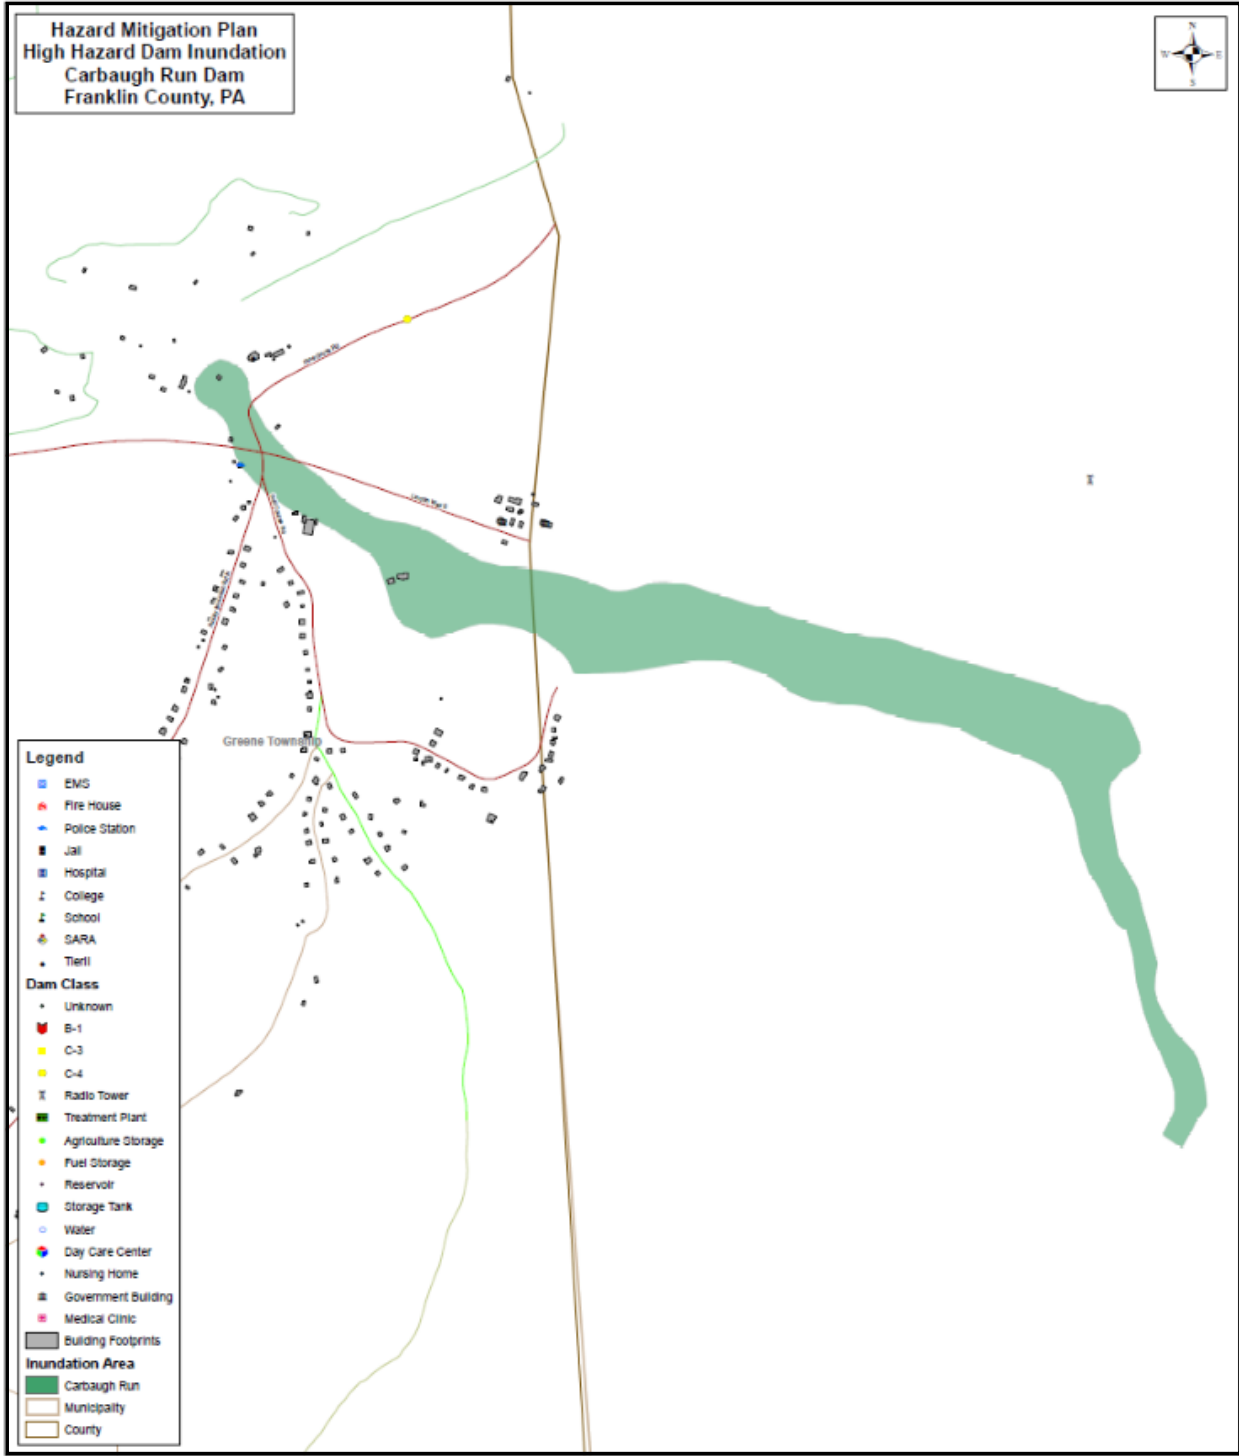 Hazard Mitigation Plan
High Hazard Dam Inundation
Carbaugh Run Dam
Franklin County, PA
N
W
E
S
Greene Township
Legend
EMS
Fire House
Police Station
Jail
Hospital
College
School
SARA
TierII
Dam Class
Unknown
B-1
C-3
C-4
Radio Tower
Treatment Plant
Agriculture Storage
Fuel Storage
Reservoir
Storage Tank
Water
Day Care Center
Nursing Home
Government Building
Medical Clinic
Building Footprints
Inundation Area
Carbaugh Run
Municipality
County